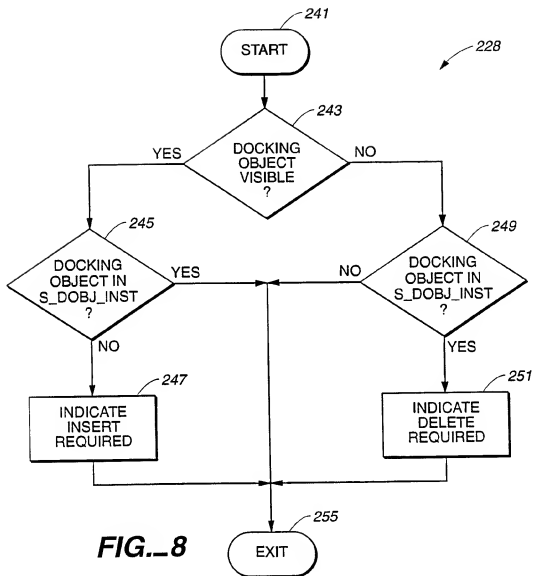 241
START
228
243
DOCKING
OBJECT
VISIBLE
?
YES
NO
245
DOCKING
OBJECT IN
S_DOBJ_INST
?
YES
NO
249
DOCKING
OBJECT IN
S_DOBJ_INST
?
NO
YES
247
INDICATE
INSERT
REQUIRED
251
INDICATE
DELETE
REQUIRED
255
EXIT
FIG._8